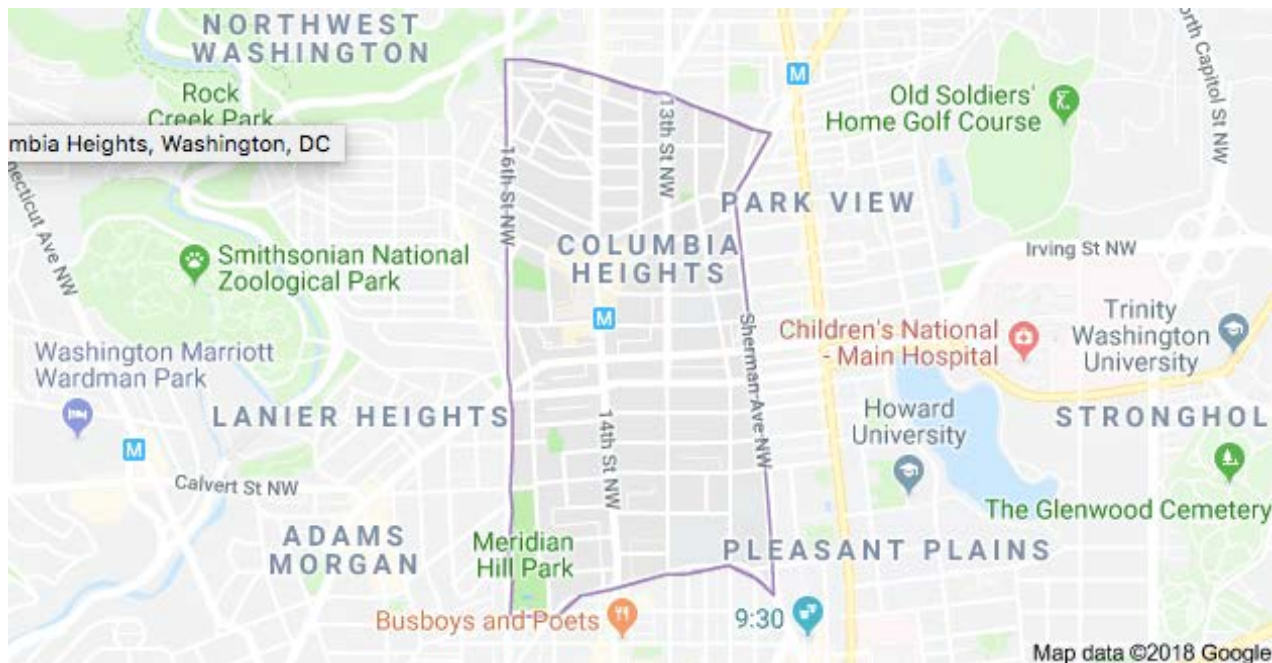 NORTHWEST
WASHINGTON
Rock
Creek Park
mbia Heights, Washington, DC
necticut Ave NW
16th St NW
13th St NW
M
Old Soldiers'
Home Golf Course
orth Capitol St NW
PARK VIEW
Smithsonian National
Zoological Park
COLUMBIA
HEIGHTS
Irving St NW
M
Sherman Ave NW
Children's National
- Main Hospital
Trinity
Washington
University
Washington Marriott
Wardman Park
LANIER HEIGHTS
14th St NW
Howard
University
STRONGHOL
M
Calvert St NW
The Glenwood Cemetery
ADAMS
MORGAN
Meridian
Hill Park
PLEASANT PLAINS
Busboys and Poets
9:30
Map data ©2018 Google